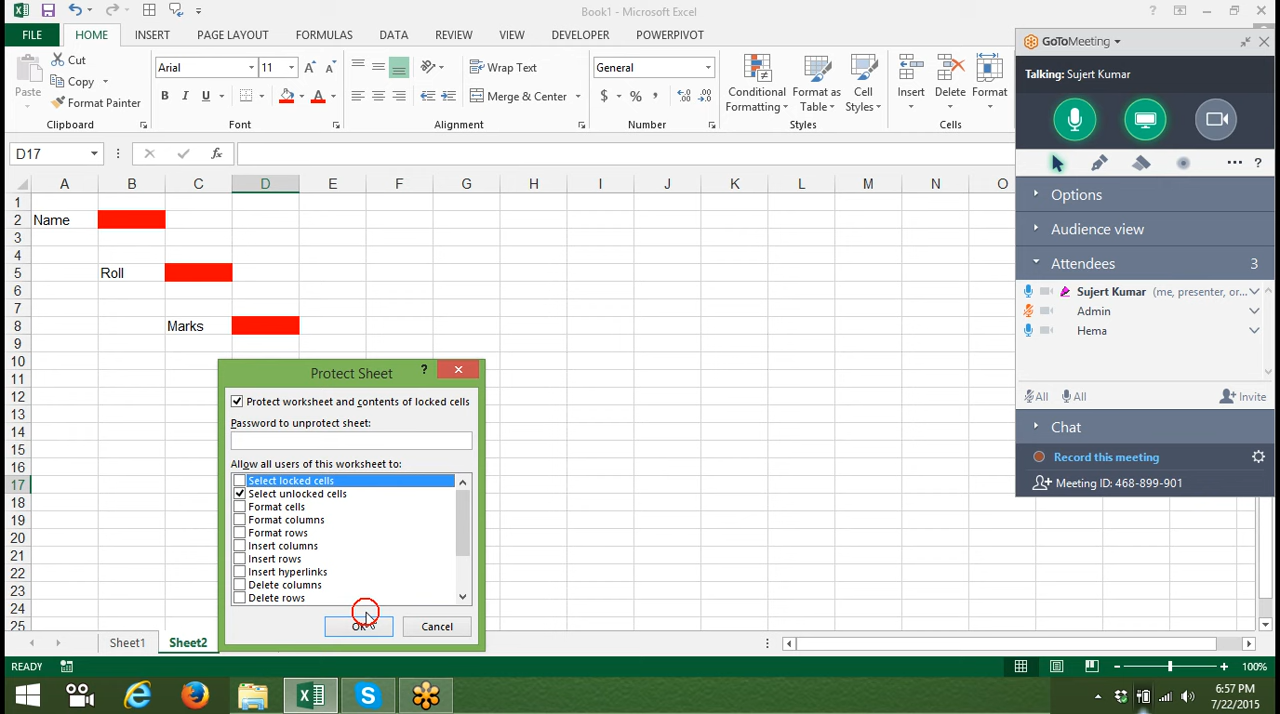 Book1 - Microsoft Excel
FILE HOME INSERT PAGE LAYOUT FORMULAS DATA REVIEW VIEW DEVELOPER POWERPIVOT
Paste
Cut
Copy
Format Painter
Clipboard
Arial 11
B I U
Font
Wrap Text
Merge & Center
Alignment
General
$ % ,
Number
Conditional Formatting
Format as Table
Cell Styles
Styles
Insert Delete Format
Cells
D17
fx
A B C D E F G H I J K L M N O
1
2 Name
3
4
5 Roll
6
7
8 Marks
9
10
11
12
13
14
15
16
17
18
19
20
21
22
23
24
25
Protect Sheet
?
Protect worksheet and contents of locked cells
Password to unprotect sheet:
Allow all users of this worksheet to:
Select locked cells
Select unlocked cells
Format cells
Format columns
Format rows
Insert columns
Insert rows
Insert hyperlinks
Delete columns
Delete rows
OK Cancel
GoToMeeting
Talking: Sujert Kumar
... ?
Options
Audience view
Attendees 3
Sujert Kumar (me, presenter, or...
Admin
Hema
All All Invite
Chat
Record this meeting
Meeting ID: 468-899-901
Sheet1 Sheet2
READY
100%
6:57 PM
7/22/2015